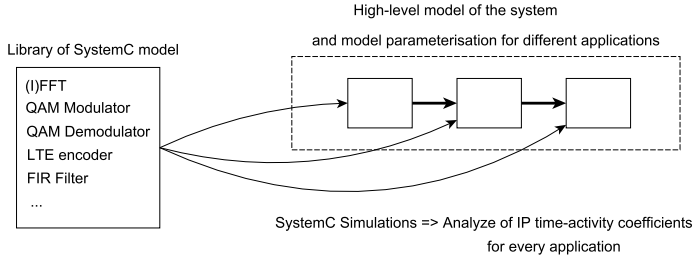 High-level model of the system
and model parameterisation for different applications
Library of SystemC model
(I)FFT
QAM Modulator
QAM Demodulator
LTE encoder
FIR Filter
...
SystemC Simulations => Analyze of IP time-activity coefficients
for every application